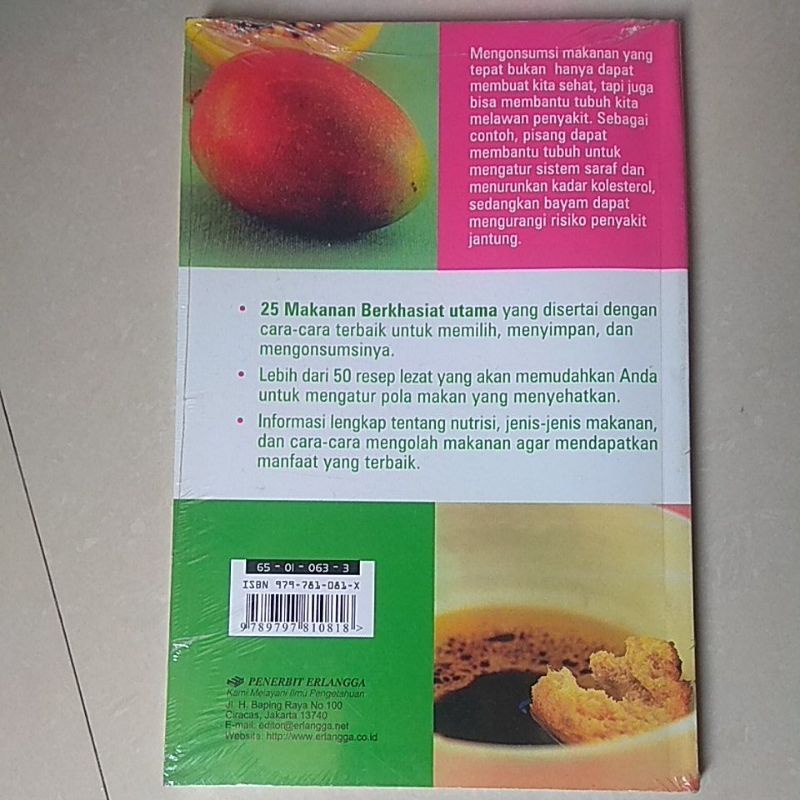 Mengonsumsi makanan yang
tepat bukan hanya dapat
membuat kita sehat, tapi juga
bisa membantu tubuh kita
melawan penyakit. Sebagai
contoh, pisang dapat
membantu tubuh untuk
mengatur sistem saraf dan
menurunkan kadar kolesterol,
sedangkan bayam dapat
mengurangi risiko penyakit
jantung.
• 25 Makanan Berkhasiat utama yang disertai dengan
cara-cara terbaik untuk memilih, menyimpan, dan
mengonsumsinya.
• Lebih dari 50 resep lezat yang akan memudahkan Anda
untuk mengatur pola makan yang menyehatkan.
• Informasi lengkap tentang nutrisi, jenis-jenis makanan,
dan cara-cara mengolah makanan agar mendapatkan
manfaat yang terbaik.
65 - 01 - 063 - 3
ISBN 979-781-081-X
9789797810818>
PENERBIT ERLANGGA
Kami Melayani Ilmu Pengetahuan
Jl. H. Baping Raya No.100
Ciracas, Jakarta 13740
E-mail: editor@erlangga.net
Website: http://www.erlangga.co.id